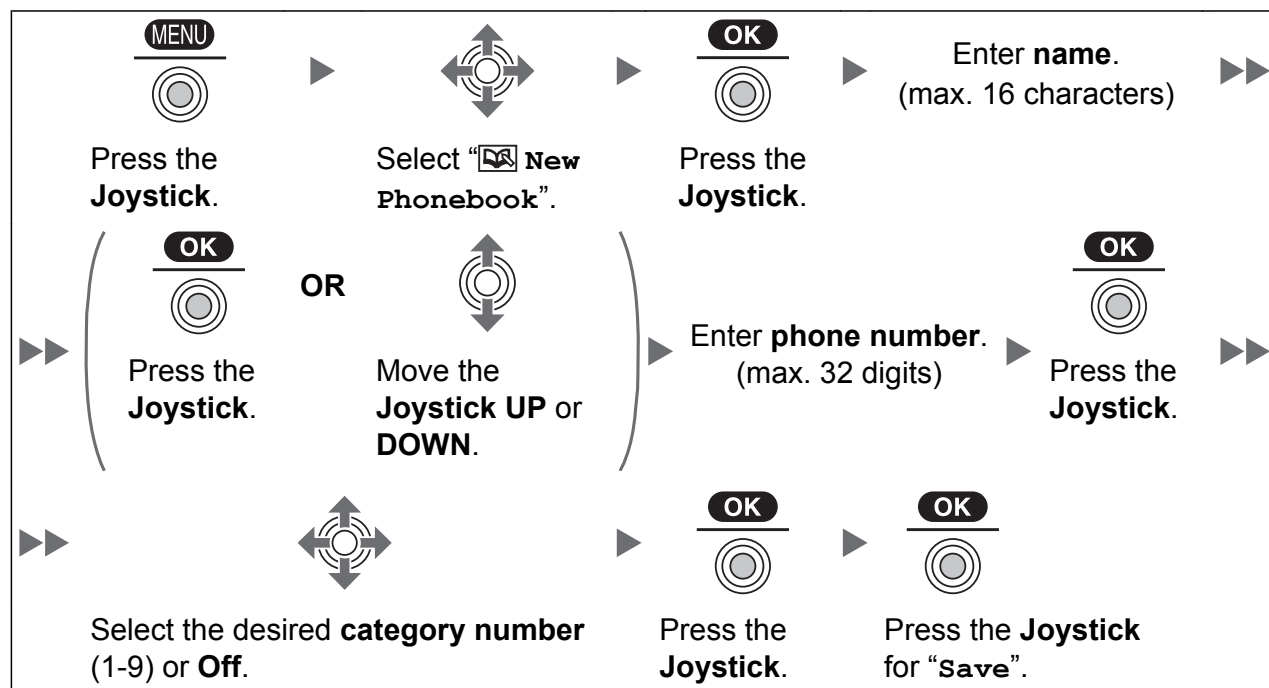 MENU
Press the
Joystick.
Select “ New
Phonebook”.
OK
Press the
Joystick.
Enter name.
(max. 16 characters)
OK
Press the
Joystick.
OR
Move the
Joystick UP or
DOWN.
Enter phone number.
(max. 32 digits)
OK
Press the
Joystick.
Select the desired category number
(1-9) or Off.
OK
Press the
Joystick.
OK
Press the Joystick
for “Save”.